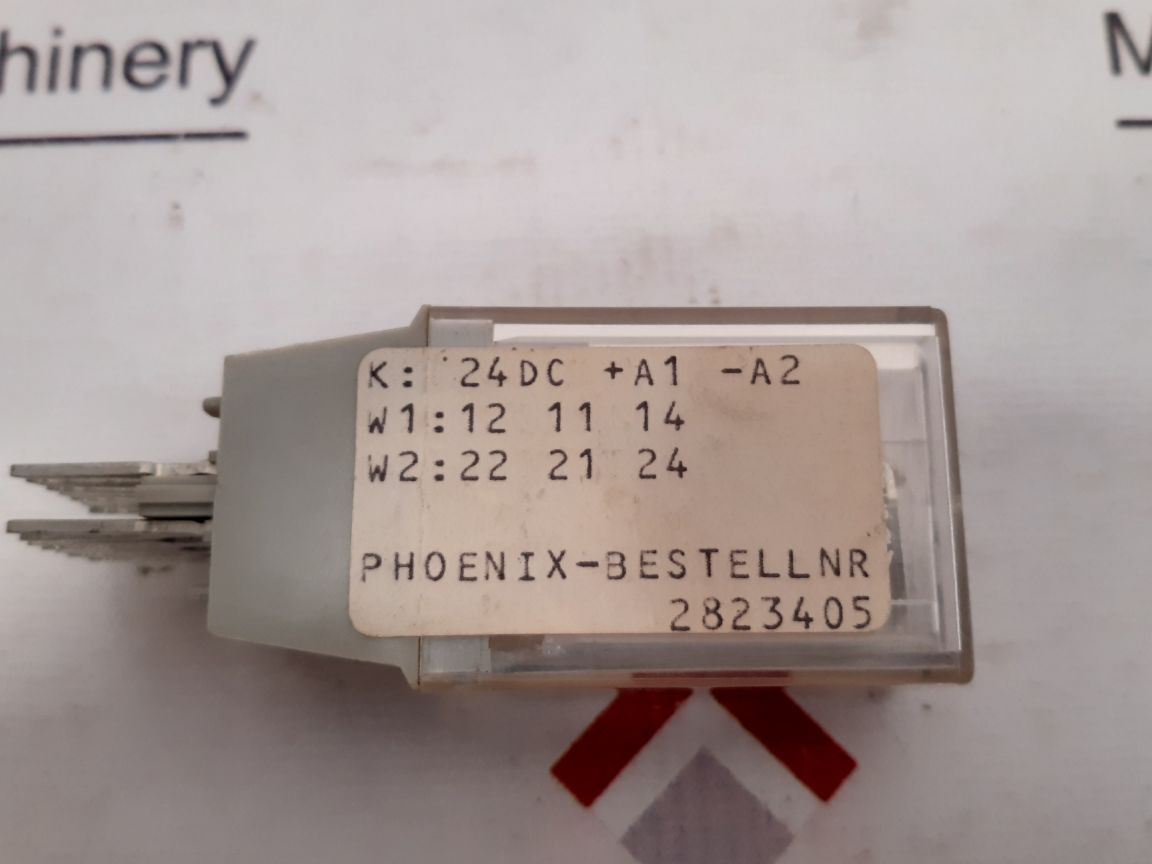 hinery
M
K: 24DC +A1 -A2
W1:12 11 14
W2:22 21 24
PHOENIX-BESTELLNR
2823405